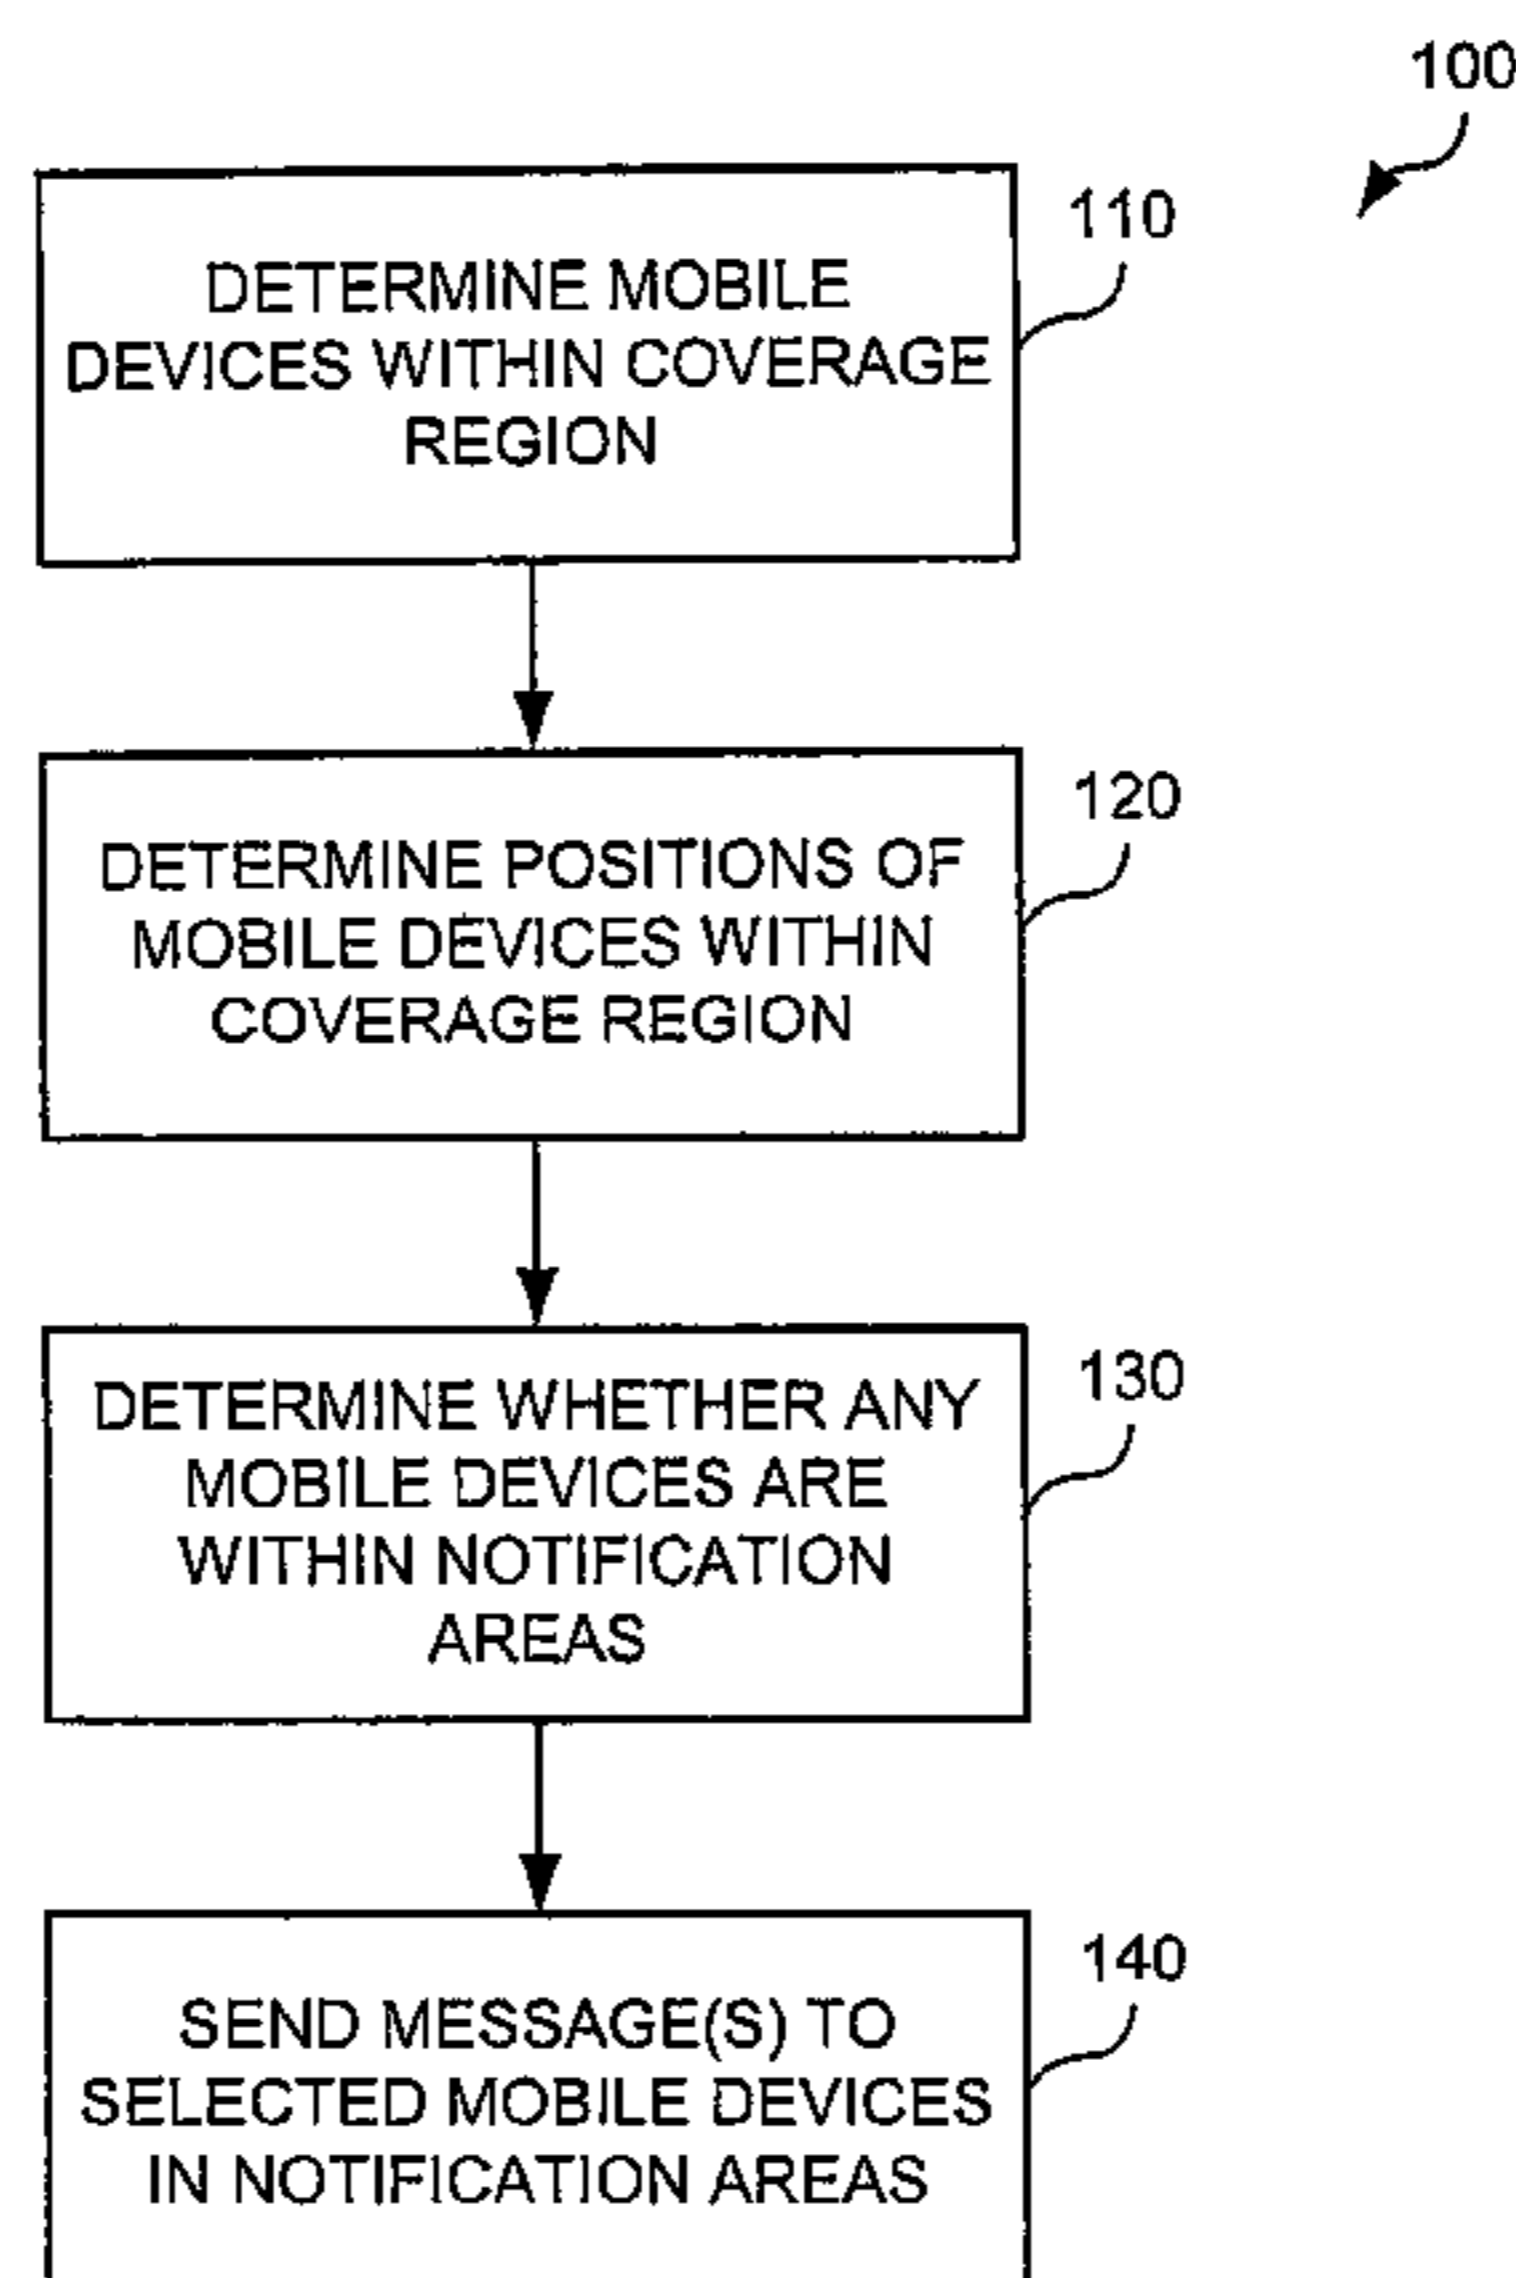 100
110
DETERMINE MOBILE
DEVICES WITHIN COVERAGE
REGION
120
DETERMINE POSITIONS OF
MOBILE DEVICES WITHIN
COVERAGE REGION
130
DETERMINE WHETHER ANY
MOBILE DEVICES ARE
WITHIN NOTIFICATION
AREAS
140
SEND MESSAGE(S) TO
SELECTED MOBILE DEVICES
IN NOTIFICATION AREAS